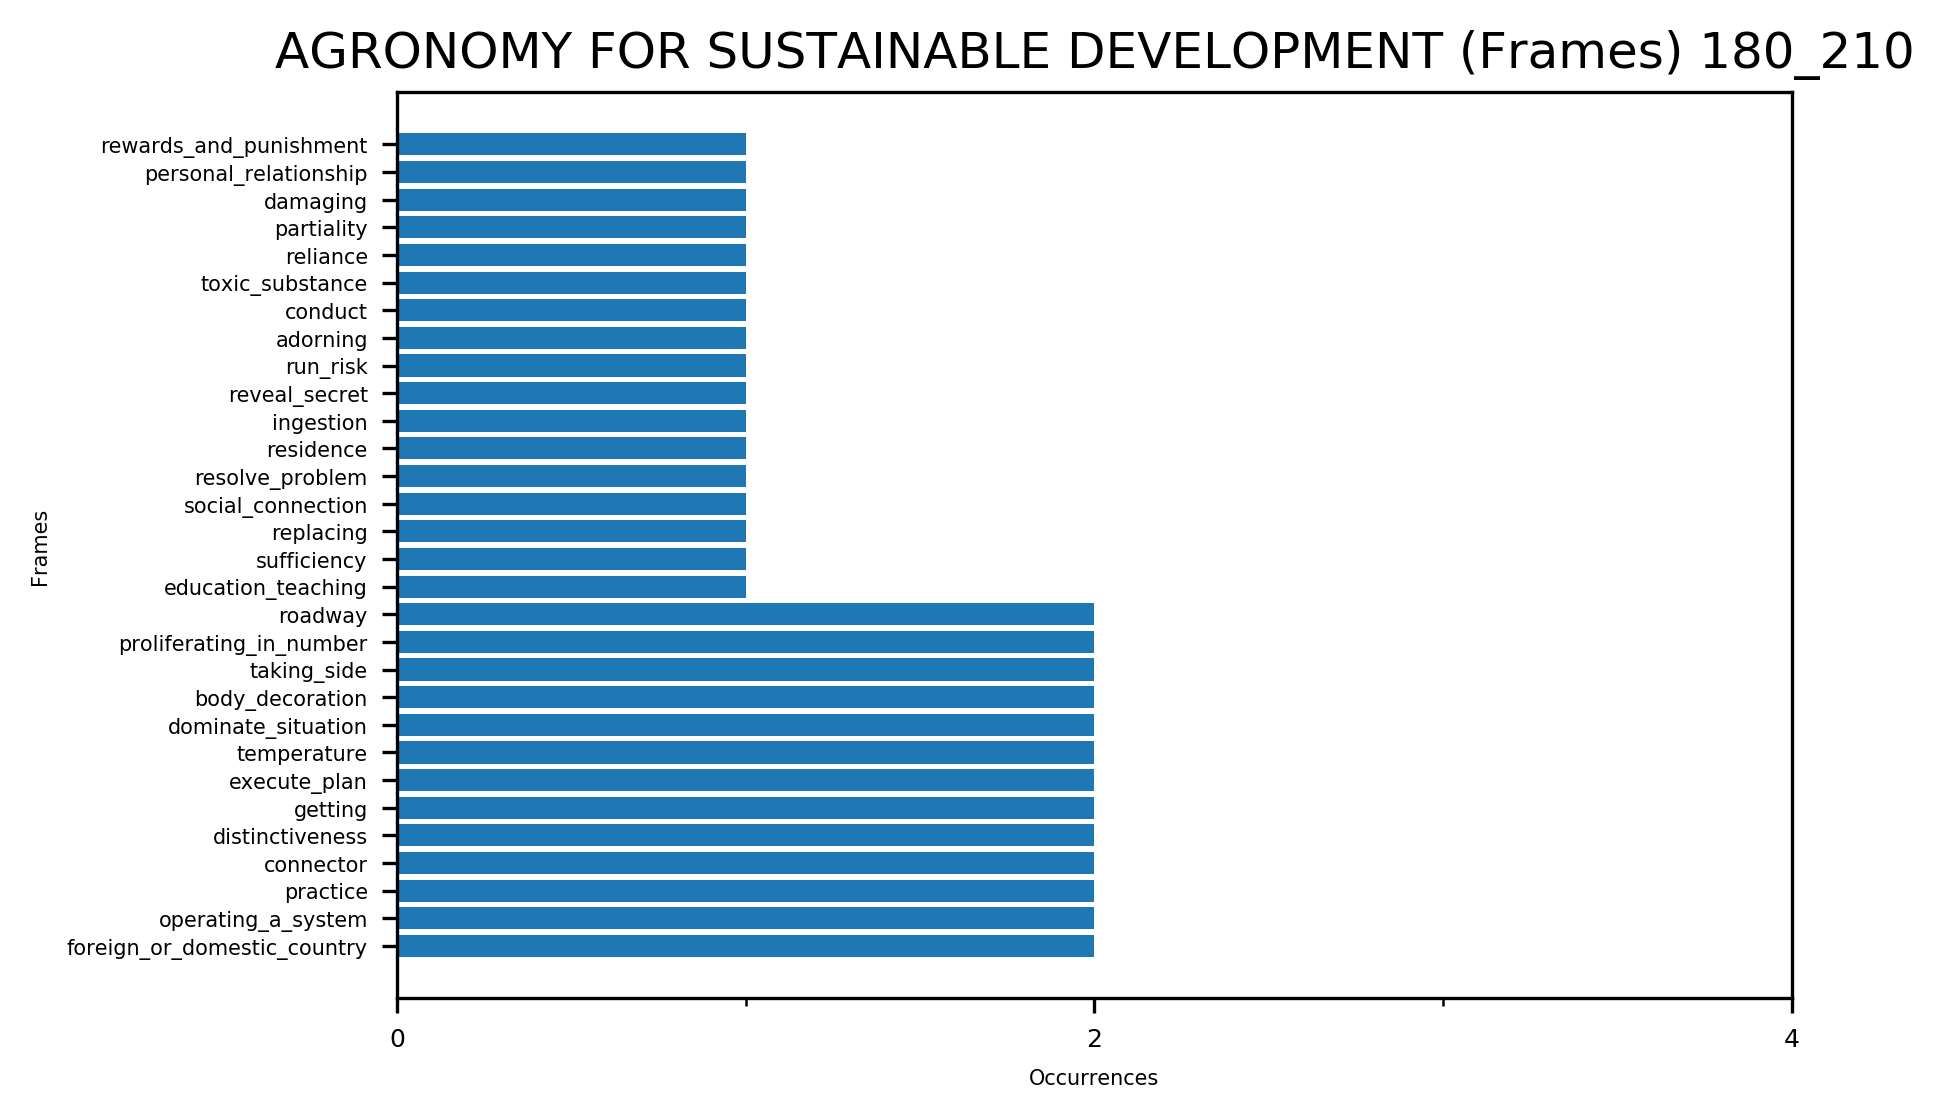 AGRONOMY FOR SUSTAINABLE DEVELOPMENT (Frames) 180_210
rewards_and_punishment
personal_relationship
damaging
partiality
reliance
toxic_substance
conduct
adorning
run_risk
reveal_secret
ingestion
residence
resolve_problem
social_connection
replacing
sufficiency
education_teaching
roadway
proliferating_in_number
taking_side
body_decoration
dominate_situation
temperature
execute_plan
getting
distinctiveness
connector
practice
operating_a_system
foreign_or_domestic_country
Frames
0 2 4
Occurrences